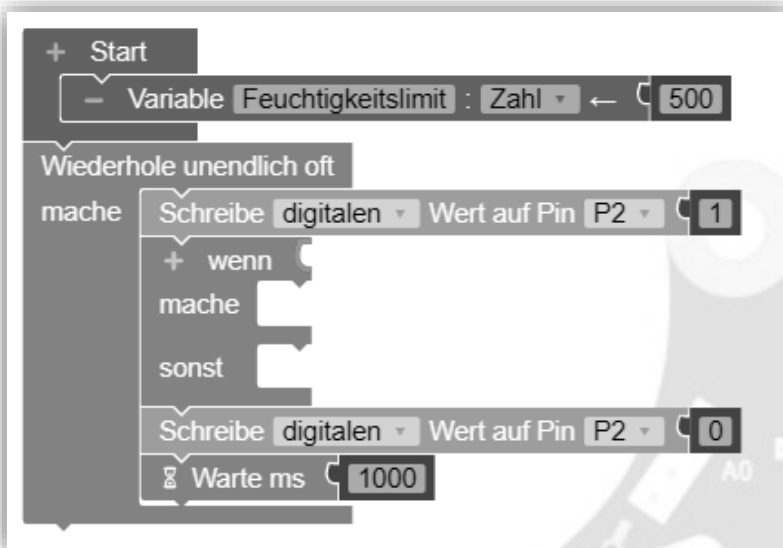 + Start
– Variable Feuchtigkeitslimit : Zahl ← 500
Wiederhole unendlich oft
mache Schreibe digitalen Wert auf Pin P2 1
+ wenn
mache
sonst
Schreibe digitalen Wert auf Pin P2 0
Warte ms 1000
A0